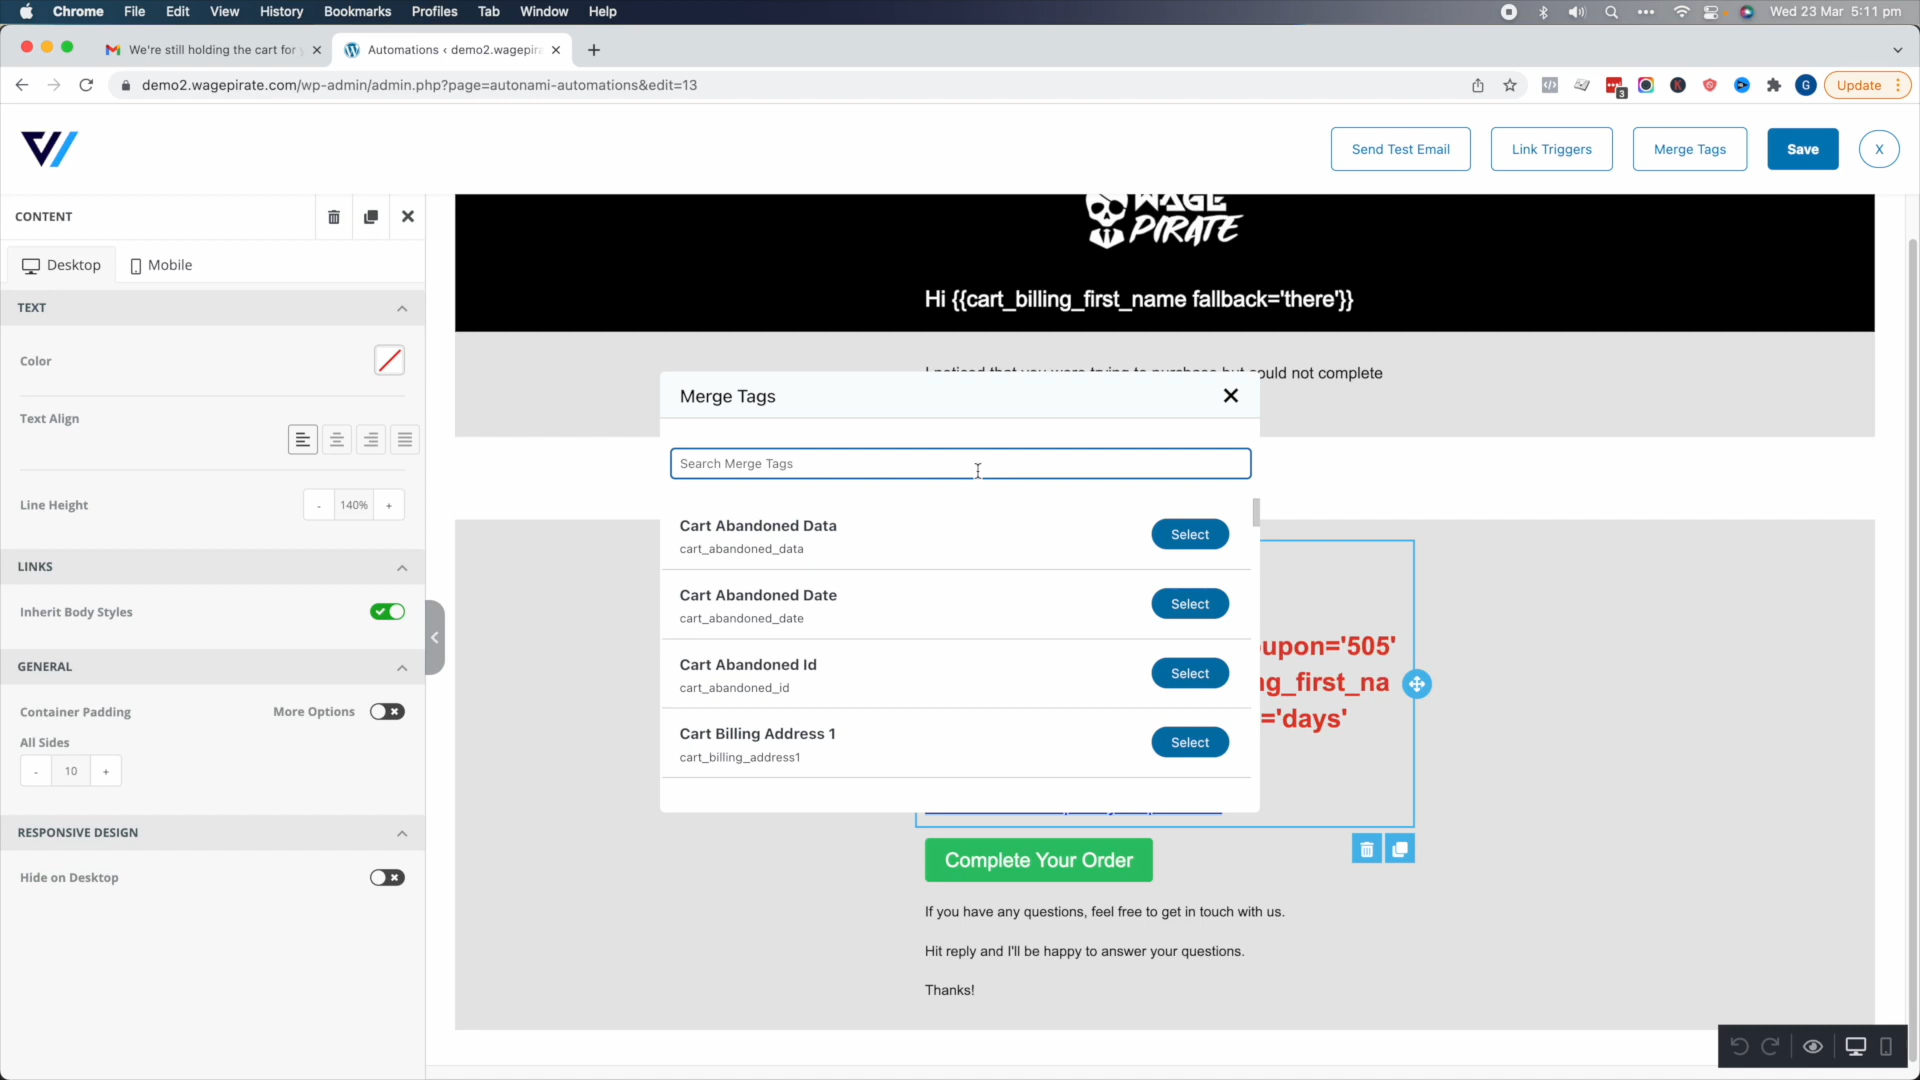 Chrome File Edit View History Bookmarks Profiles Tab Window Help Wed 23 Mar 5:11 pm
We're still holding the cart for Automations ‹ demo2.wagepir
demo2.wagepirate.com/wp-admin/admin.php?page=autonami-automations&edit=13 3 K G Update
Send Test Email Link Triggers Merge Tags Save X
CONTENT
Desktop Mobile
TEXT
Color
Text Align
Line Height - 140% +
LINKS
Inherit Body Styles
GENERAL
Container Padding More Options
All Sides
- 10 +
RESPONSIVE DESIGN
Hide on Desktop
WAGE
PIRATE
Hi {{cart_billing_first_name fallback='there'}}
I noticed that you were trying to purchase but could not complete
Merge Tags
Search Merge Tags
Cart Abandoned Data
cart_abandoned_data
Select
Cart Abandoned Date
cart_abandoned_date
Select
Cart Abandoned Id
cart_abandoned_id
Select
Cart Billing Address 1
cart_billing_address1
Select
upon='505'
ng_first_na
='days'
Complete Your Order
If you have any questions, feel free to get in touch with us.
Hit reply and I'll be happy to answer your questions.
Thanks!